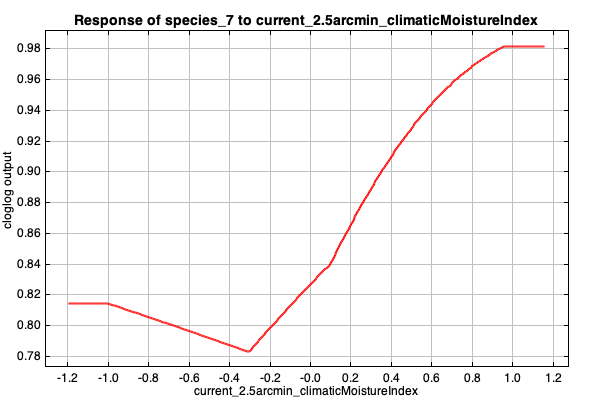 Response of species_7 to current_2.5arcmin_climaticMoistureIndex
0.98
0.96
0.94
0.92
0.90
0.88
0.86
0.84
0.82
0.80
0.78
cloglog output
-1.2 -1.0 -0.8 -0.6 -0.4 -0.2 -0.0 0.2 0.4 0.6 0.8 1.0 1.2
current_2.5arcmin_climaticMoistureIndex